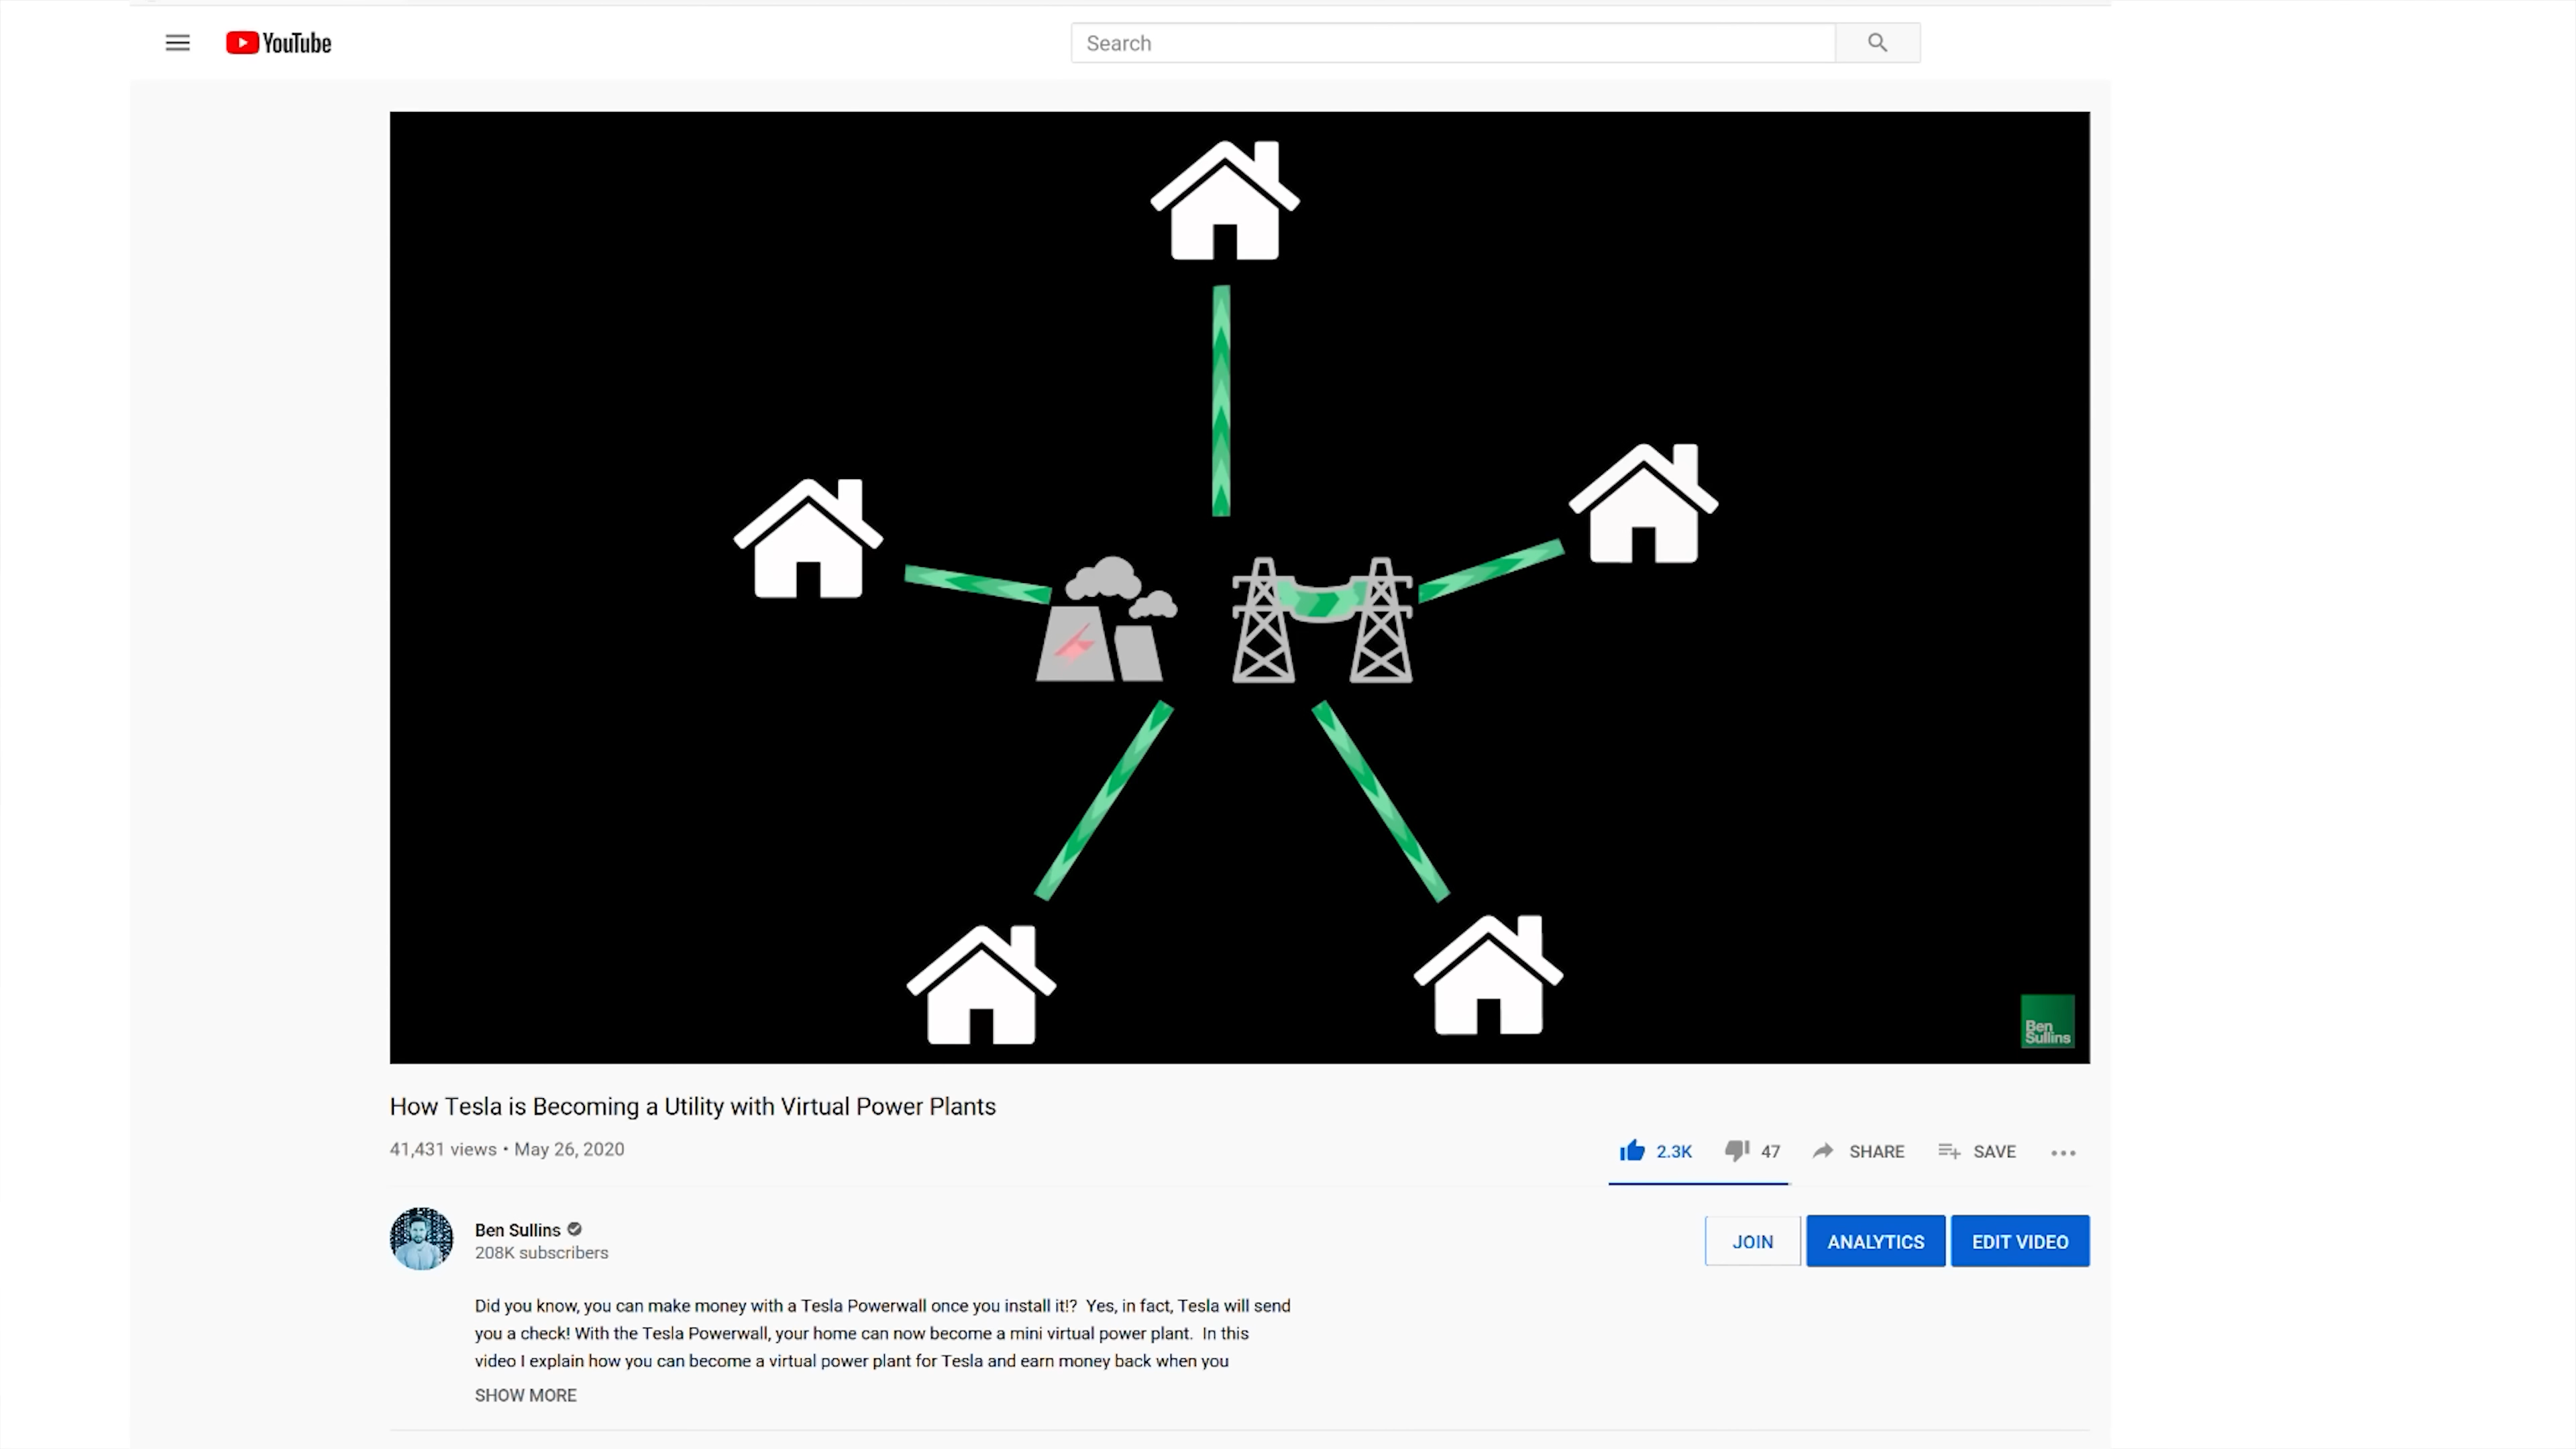 YouTube
Search
Ben
Sullins
How Tesla is Becoming a Utility with Virtual Power Plants
41,431 views • May 26, 2020
2.3K
47
SHARE
SAVE
Ben Sullins
208K subscribers
JOIN
ANALYTICS
EDIT VIDEO
Did you know, you can make money with a Tesla Powerwall once you install it!?  Yes, in fact, Tesla will send
you a check! With the Tesla Powerwall, your home can now become a mini virtual power plant.  In this
video I explain how you can become a virtual power plant for Tesla and earn money back when you
SHOW MORE